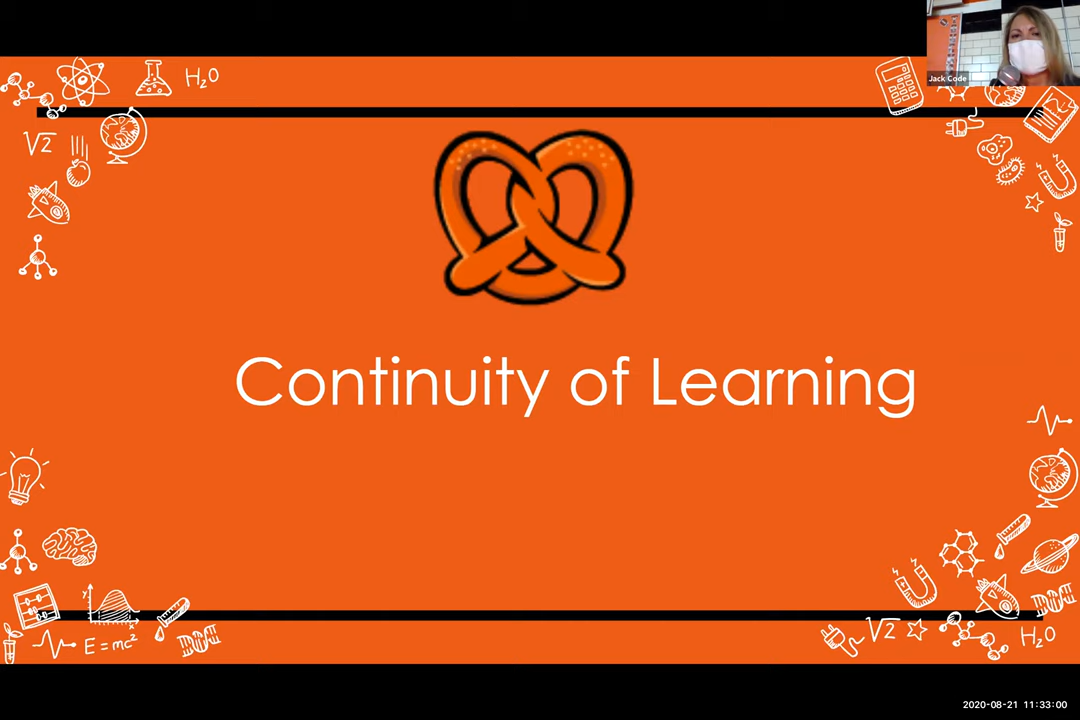 Jack Code
H₂O
√2
Continuity of Learning
y
x
E=mc²
√2
H₂O
2020-08-21 11:33:00